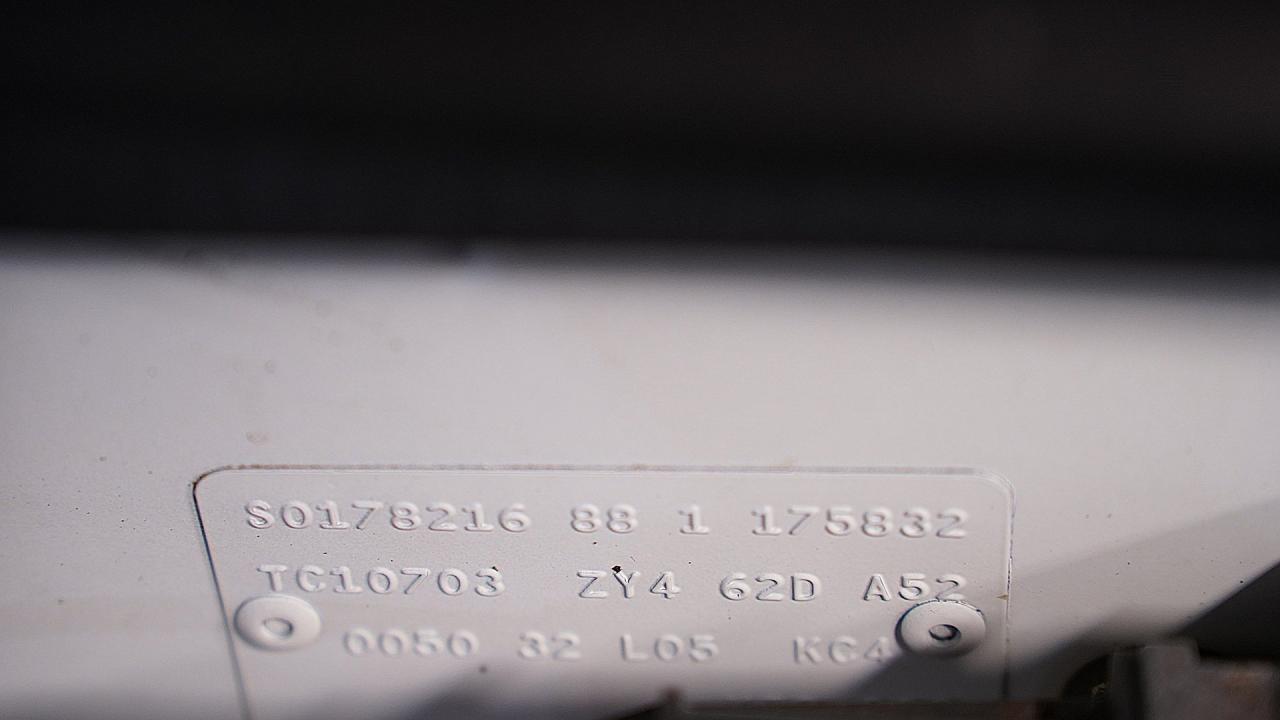 S0178216 88 1 175832
TC10703 ZY4 62D A52
0050 32 L05 KC4